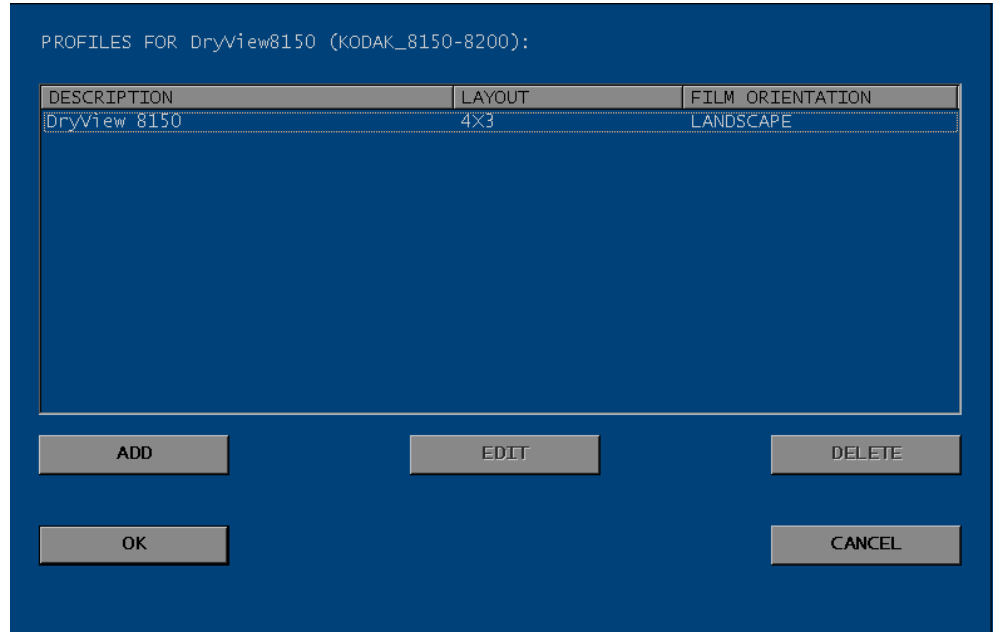 PROFILES FOR DryView8150 (KODAK_8150-8200):
DESCRIPTION LAYOUT FILM ORIENTATION
DryView 8150 4X3 LANDSCAPE
ADD EDIT DELETE
OK CANCEL